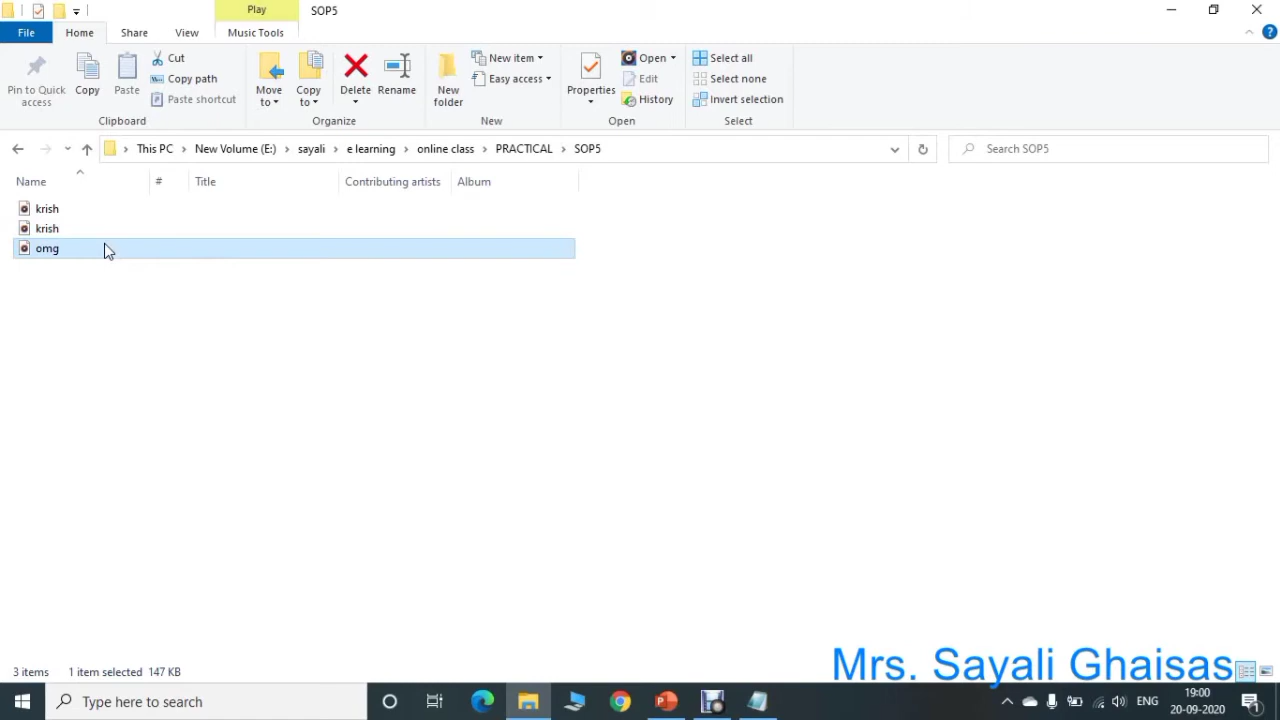 Play
SOP5
File
Home
Share
View
Music Tools
Pin to Quick access
Copy
Paste
Cut
Copy path
Paste shortcut
Clipboard
Move to
Copy to
Delete
Rename
Organize
New folder
New item
Easy access
New
Properties
Open
Edit
History
Open
Select all
Select none
Invert selection
Select
This PC > New Volume (E:) > sayali > e learning > online class > PRACTICAL > SOP5
Search SOP5
Name # Title Contributing artists Album
krish
krish
omg
3 items 1 item selected 147 KB
Mrs. Sayali Ghaisas
Type here to search
ENG
19:00
20-09-2020
1